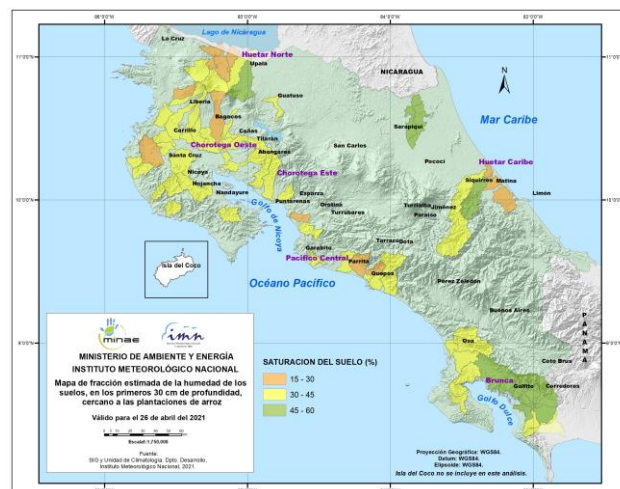 Lago de Nicaragua
La Cruz
Huetar Norte
Upala
NICARAGUA
N
Guatuso
Liberia
Mar Caribe
Bagaces
Carrillo
Cañas
Sarapiquí
Tilarán
Chorotega Oeste
Abangares
San Carlos
Santa Cruz
Pococí
Huetar Caribe
Chorotega Este
Siquirres
Matina
Nicoya
Hojancha
Limón
Nandayure
Esparza
Puntarenas
Orotina
Turrialba
Jiménez
Turrubares
Paraíso
Golfo de Nicoya
Garabito
Tarrazú
Dota
Pacífico Central
Parrita
Isla del Coco
Quepos
Océano Pacífico
Pérez Zeledón
Buenos Aires
PANAMA
Osa
Coto Brus
Brunca
Golfito
Corredores
Golfo Dulce
minae
imn
MINISTERIO DE AMBIENTE Y ENERGÍA
INSTITUTO METEOROLÓGICO NACIONAL
Mapa de fracción estimada de la humedad de los
suelos, en los primeros 30 cm de profundidad,
cercano a las plantaciones de arroz
Válido para el 26 de abril del 2021
Fuente:
SIG y Unidad de Climatología. Dpto. Desarrollo,
Instituto Meteorológico Nacional, 2021
SATURACION DEL SUELO (%)
15 - 30
30 - 45
45 - 60
Proyección Geográfica: WGS84.
Datum: WGS84.
Elipsoide: WGS84.
Isla del Coco no se incluye en este análisis.